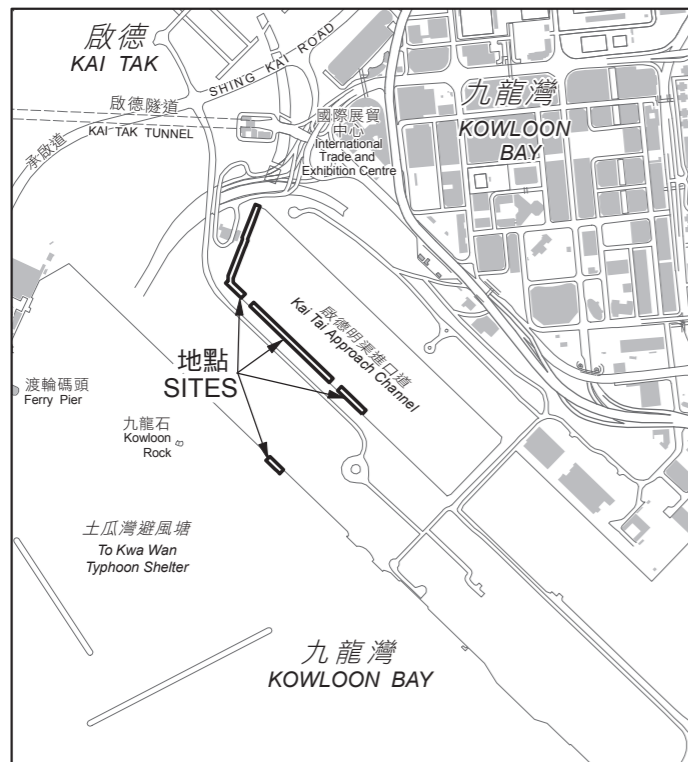 啟德
KAI TAK
SHING KAI ROAD
啟德隧道
KAI TAK TUNNEL
承啟道
國際展貿
中心
International
Trade and
Exhibition Centre
九龍灣
KOWLOON
BAY
啟德明渠進口道
Kai Tai Approach Channel
地點
SITES
渡輪碼頭
Ferry Pier
九龍石
Kowloon
Rock
土瓜灣避風塘
To Kwa Wan
Typhoon Shelter
九龍灣
KOWLOON BAY